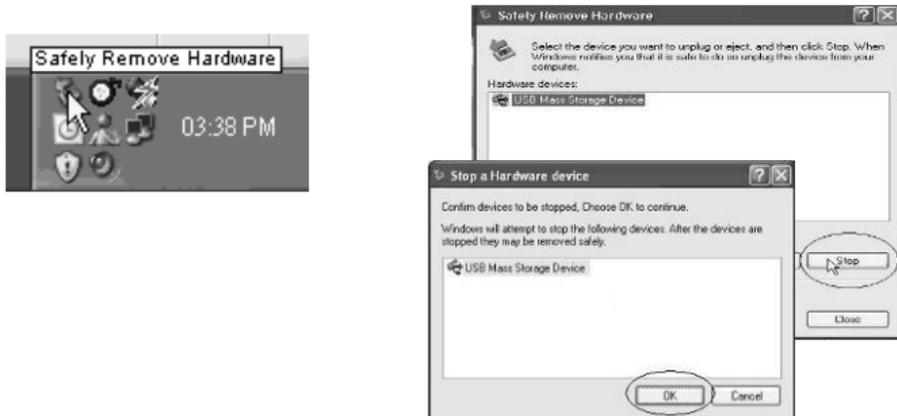 Safely Remove Hardware
03:38 PM
Safely Remove Hardware
Select the device you want to unplug or eject, and then click Stop. When
Windows notifies you that it is safe to do so unplug the device from your
computer.
Hardware devices:
USB Mass Storage Device
Stop
Close
Stop a Hardware device
Confirm devices to be stopped, Choose OK to continue.
Windows will attempt to stop the following devices. After the devices are
stopped they may be removed safely.
USB Mass Storage Device
OK
Cancel